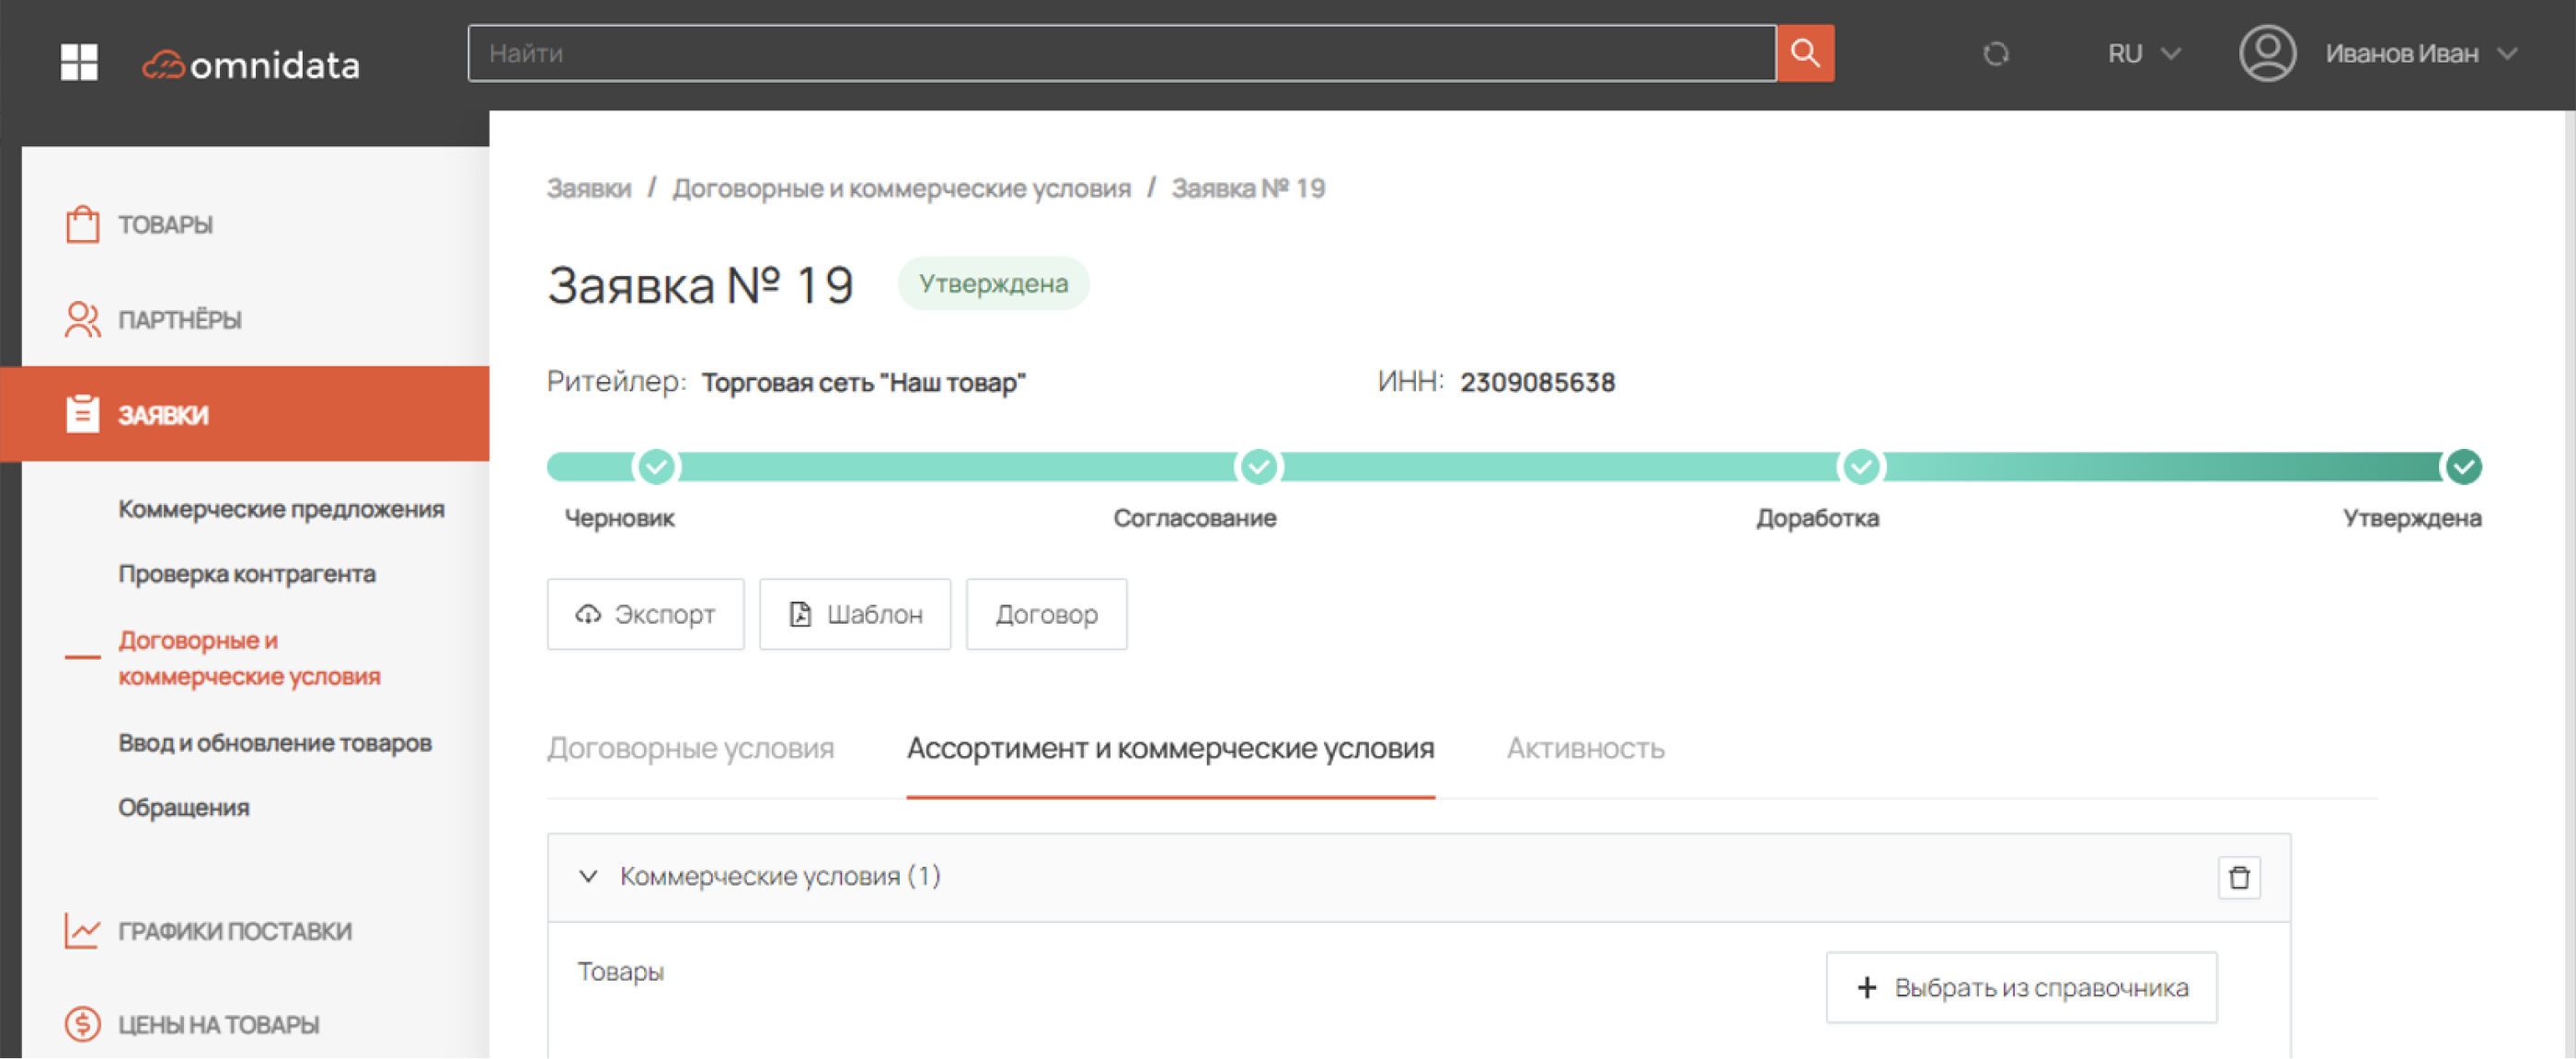 omnidata
Найти
RU
Иванов Иван
ТОВАРЫ
ПАРТНЁРЫ
ЗАЯВКИ
Коммерческие предложения
Проверка контрагента
Договорные и
коммерческие условия
Ввод и обновление товаров
Обращения
ГРАФИКИ ПОСТАВКИ
ЦЕНЫ НА ТОВАРЫ
Заявки / Договорные и коммерческие условия / Заявка № 19
Заявка № 19 Утверждена
Ритейлер: Торговая сеть "Наш товар" ИНН: 2309085638
Черновик Согласование Доработка Утверждена
Экспорт Шаблон Договор
Договорные условия Ассортимент и коммерческие условия Активность
Коммерческие условия (1)
Товары
+ Выбрать из справочника